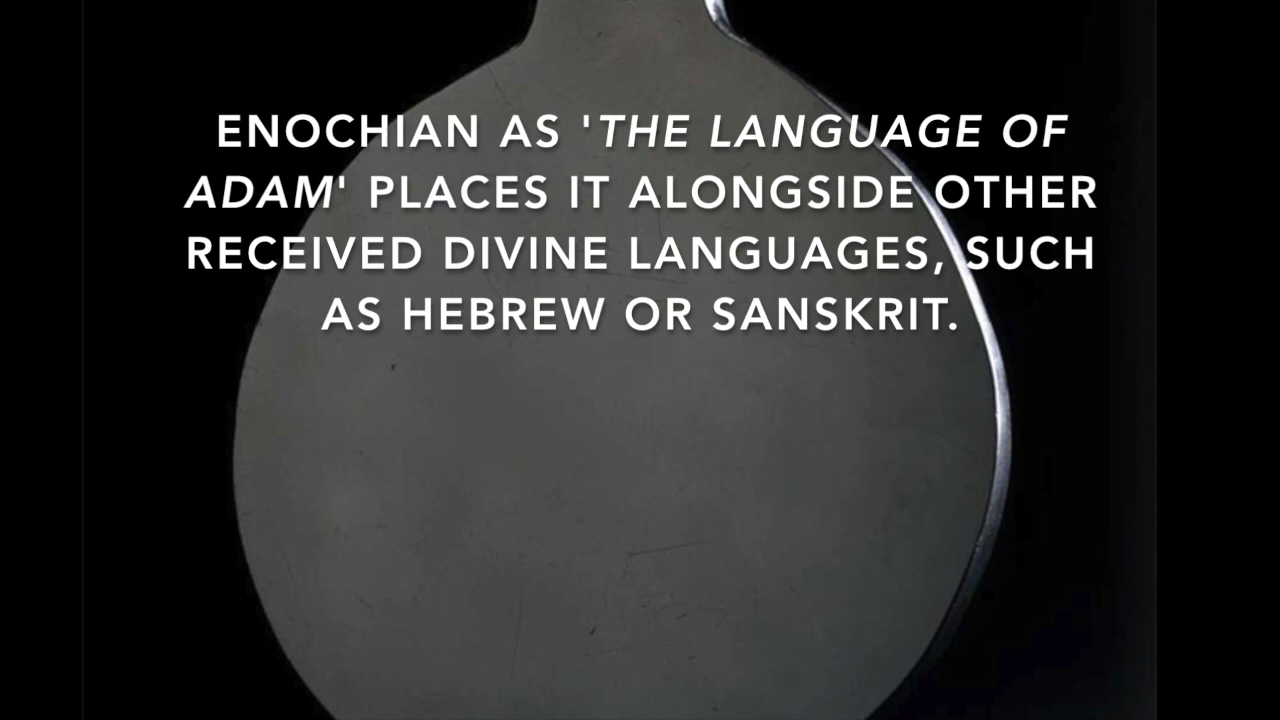 ENOCHIAN AS 'THE LANGUAGE OF
ADAM' PLACES IT ALONGSIDE OTHER
RECEIVED DIVINE LANGUAGES, SUCH
AS HEBREW OR SANSKRIT.